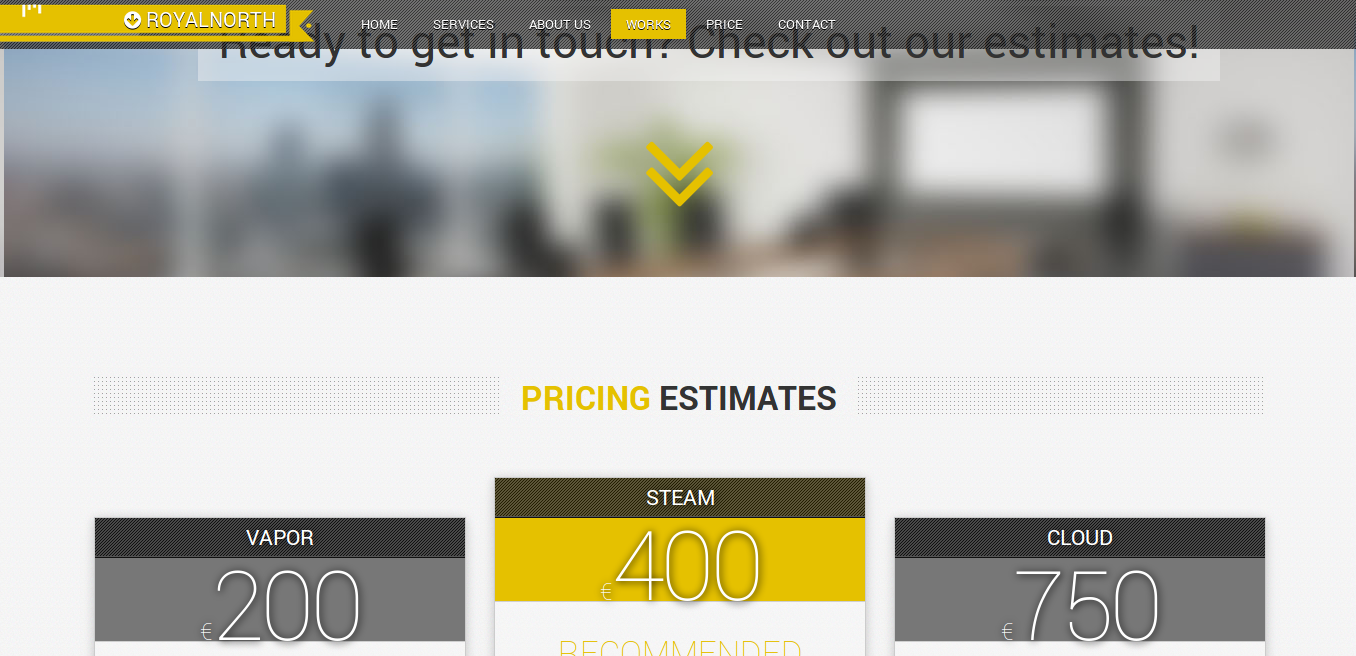 ROYALNORTH
HOME SERVICES ABOUT US WORKS PRICE CONTACT
Ready to get in touch? Check out our estimates!
PRICING ESTIMATES
VAPOR
€200
STEAM
€400
RECOMMENDED
CLOUD
€750